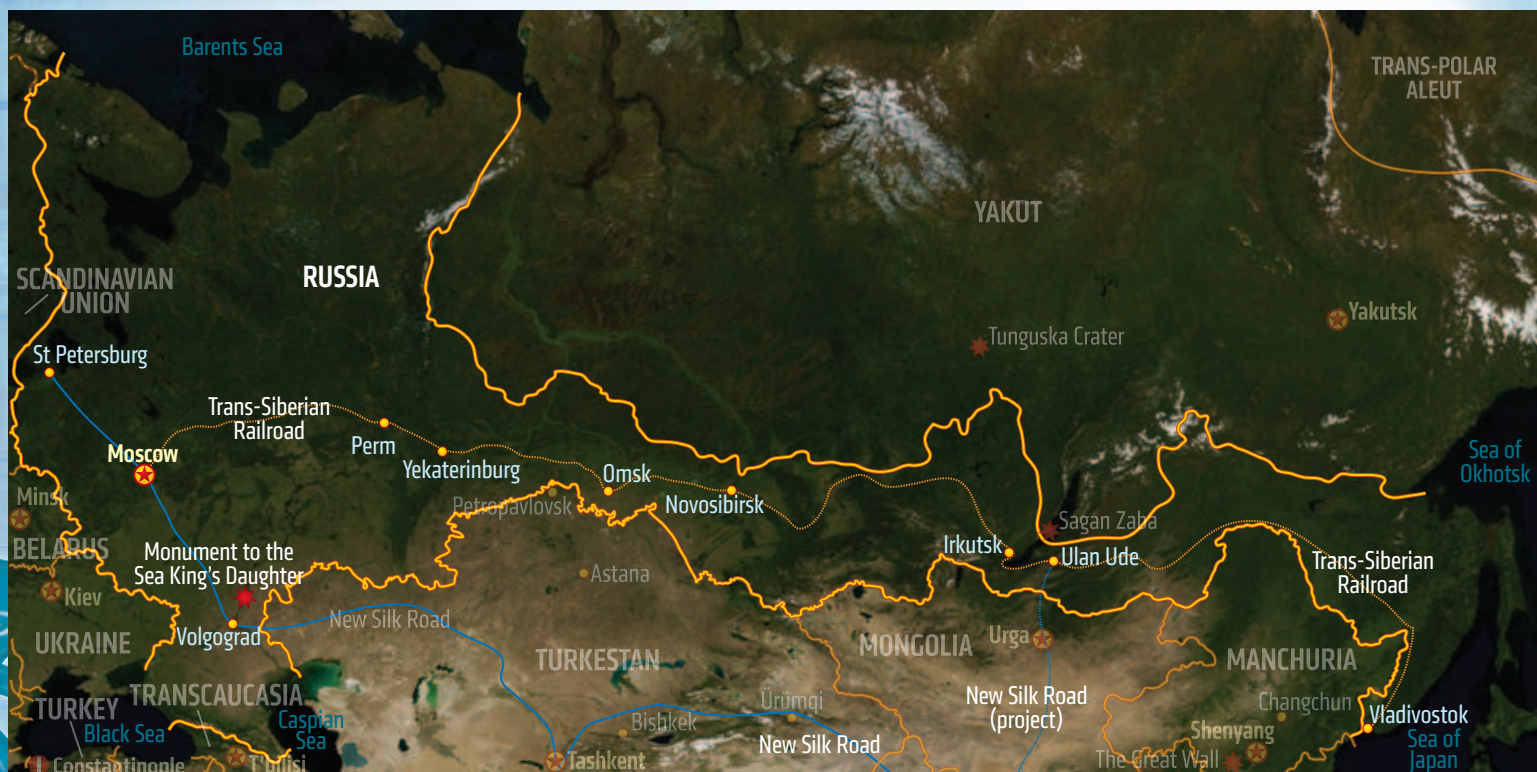 Barents Sea
TRANS-POLAR
ALEUT
YAKUT
SCANDINAVIAN
UNION
RUSSIA
Yakutsk
Tunguska Crater
St Petersburg
Trans-Siberian
Railroad
Perm
Moscow
Yekaterinburg
Omsk
Sea of
Okhotsk
Minsk
Petropavlovsk
Novosibirsk
Sagan Zaba
BELARUS
Monument to the
Sea King's Daughter
Irkutsk
Ulan Ude
Trans-Siberian
Railroad
Astana
Kiev
New Silk Road
Volgograd
UKRAINE
Urga
MONGOLIA
TURKESTAN
MANCHURIA
TRANSCAUCASIA
TURKEY
New Silk Road
(project)
Ürümqi
Changchun
Vladivostok
Black Sea
Caspian
Sea
Bishkek
New Silk Road
Shenyang
Sea of
Japan
Constantinople
T'bilisi
Tashkent
The Great Wall